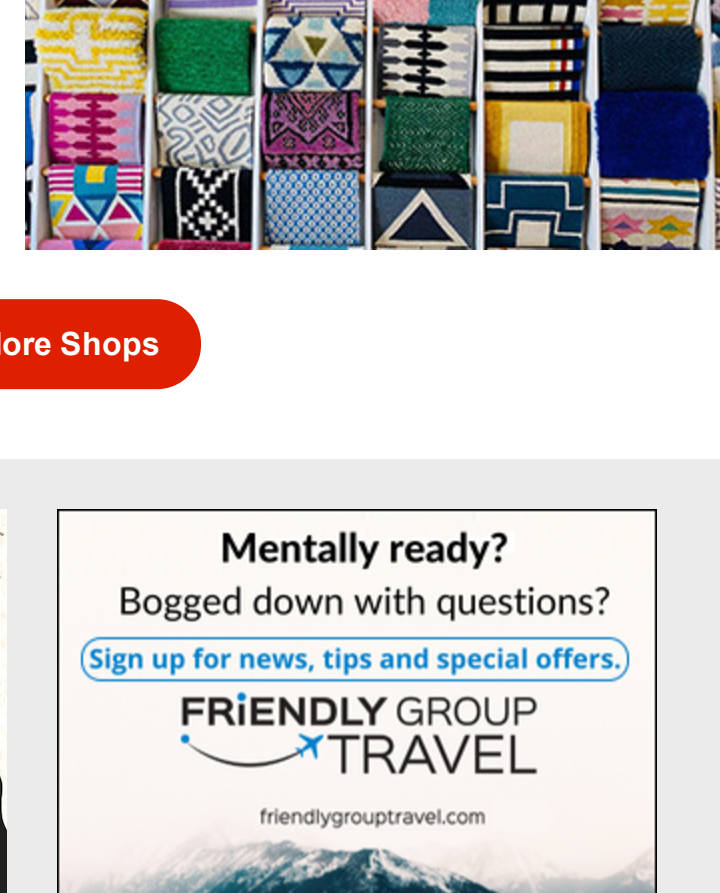 Shops
Mentally ready?
Bogged down with questions?
Sign up for news, tips and special offers.
FRiENDLY GROUP
TRAVEL
friendlygrouptravel.com